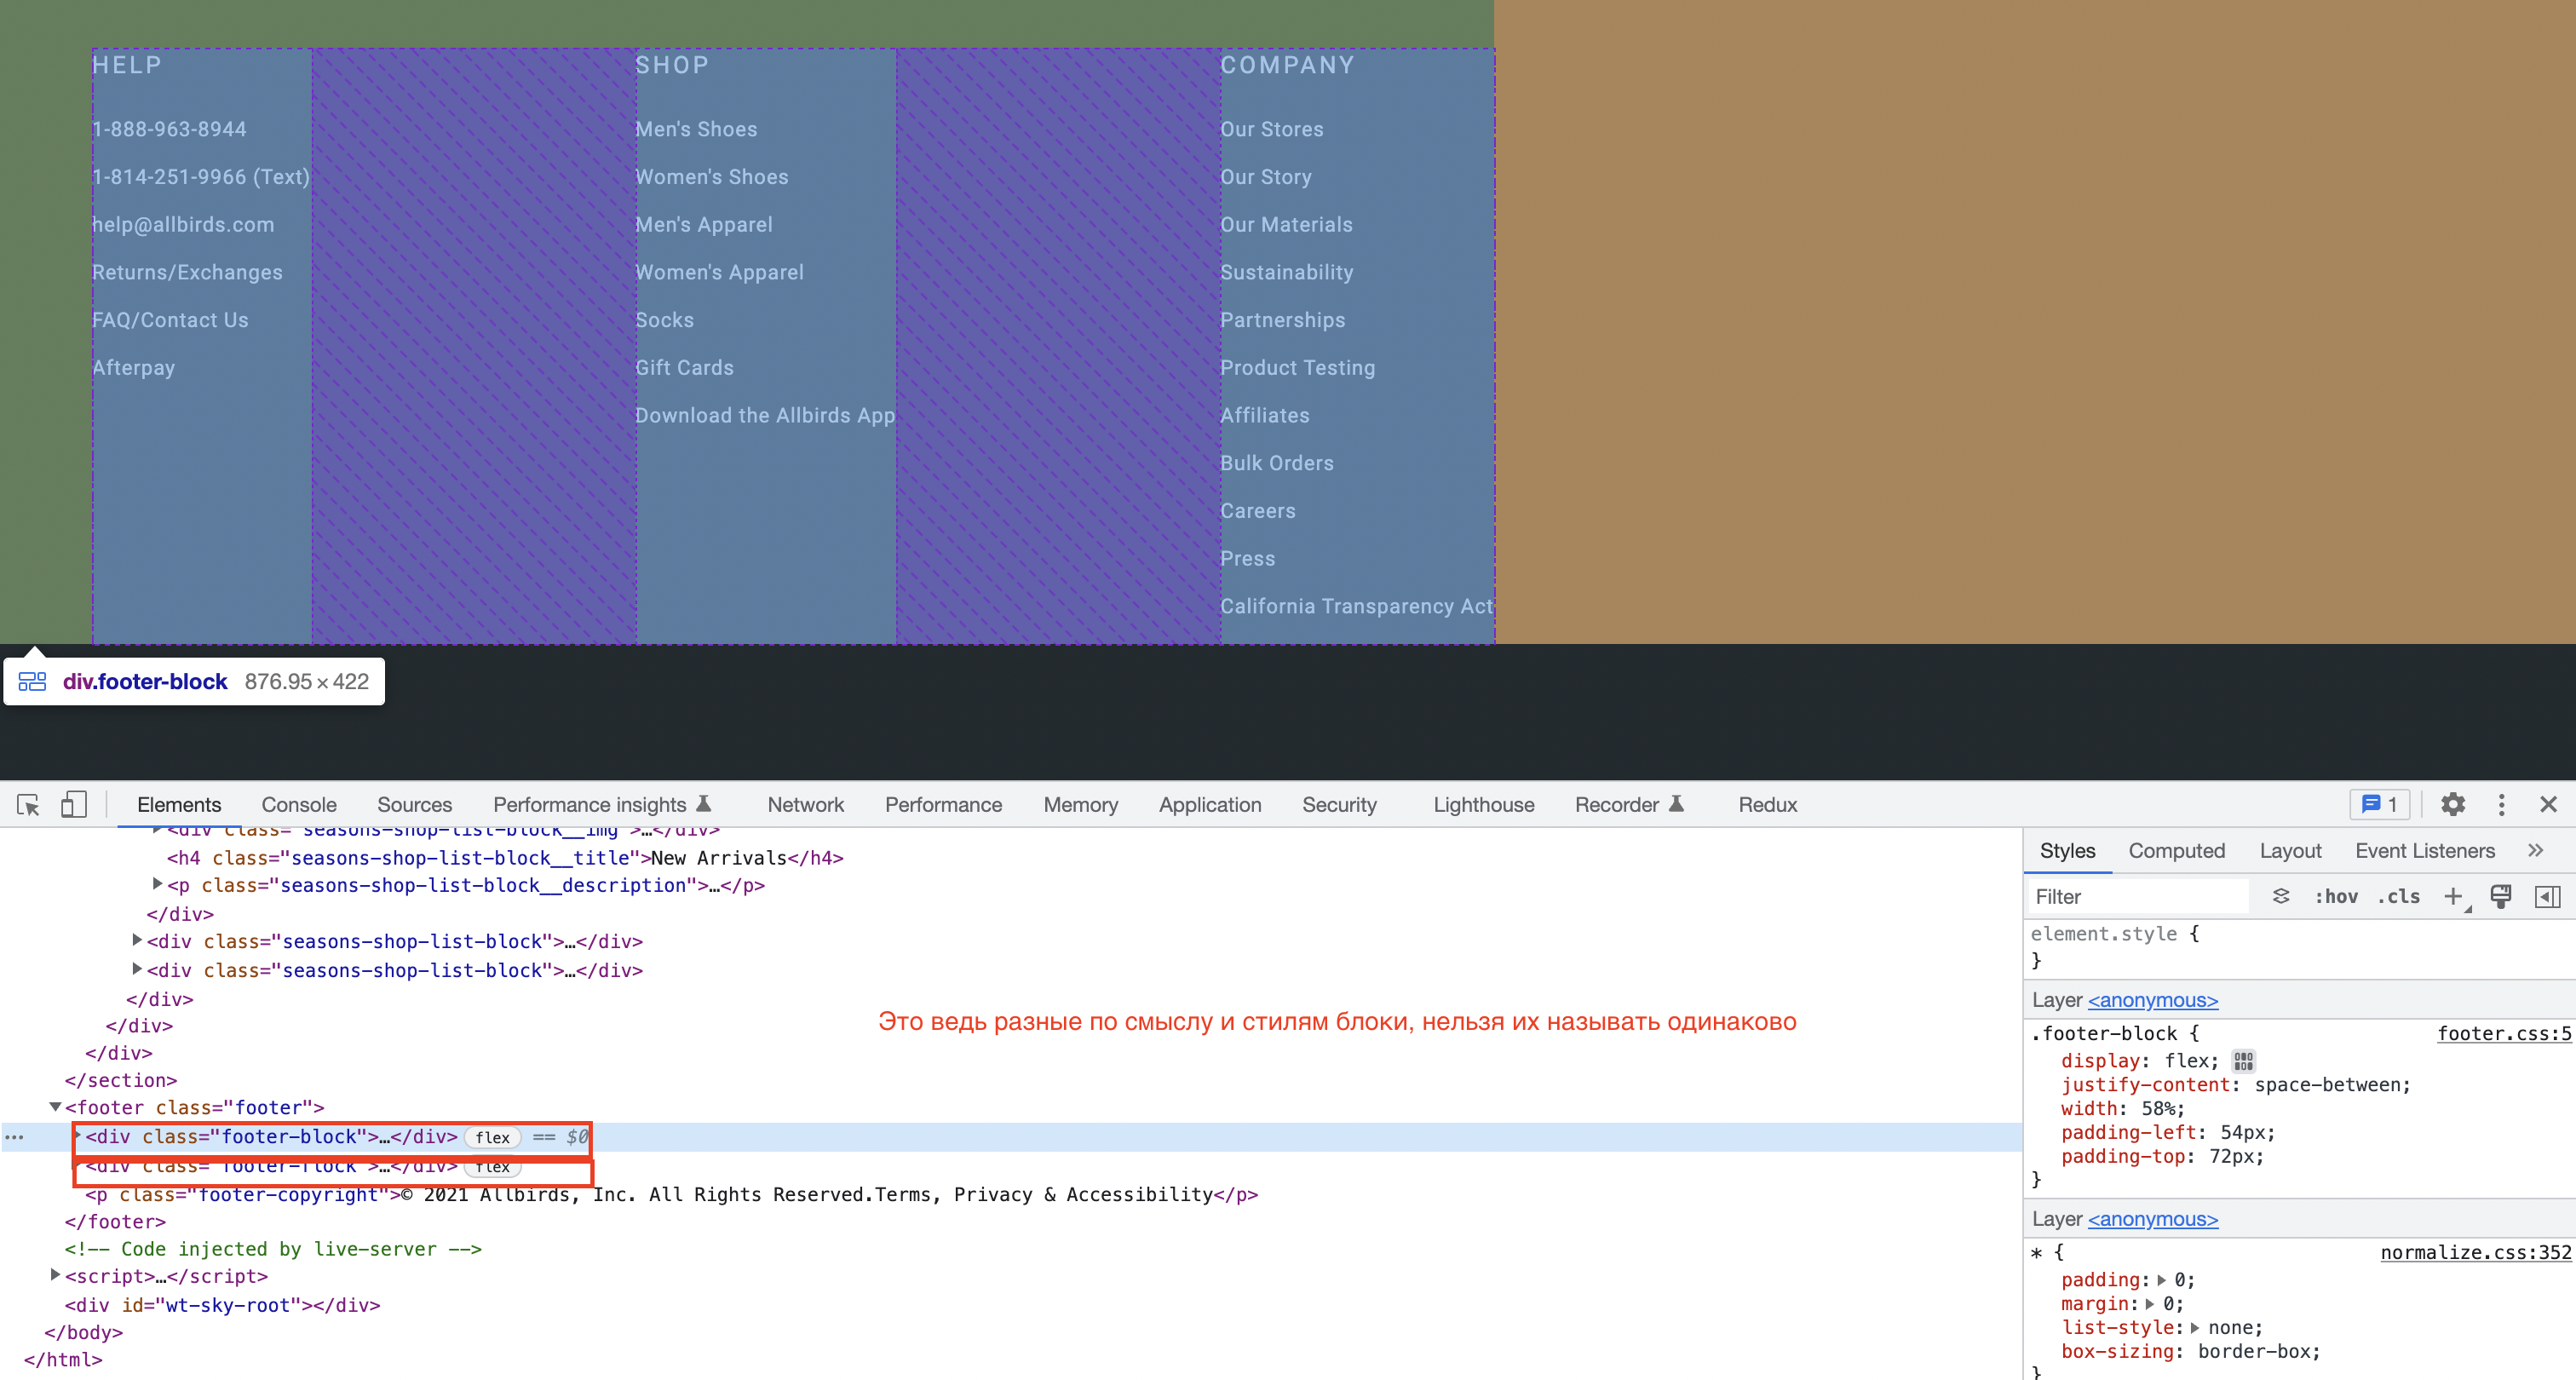 HELP SHOP COMPANY
1-888-963-8944 Men's Shoes Our Stores
1-814-251-9966 (Text) Women's Shoes Our Story
help@allbirds.com Men's Apparel Our Materials
Returns/Exchanges Women's Apparel Sustainability
FAQ/Contact Us Socks Partnerships
Afterpay Gift Cards Product Testing
Download the Allbirds App Affiliates
Bulk Orders
Careers
Press
California Transparency Act
div.footer-block 876.95 × 422
Elements Console Sources Performance insights Network Performance Memory Application Security Lighthouse Recorder Redux 1
<div class="seasons-shop-list-block__img">…</div>
<h4 class="seasons-shop-list-block__title">New Arrivals</h4>
<p class="seasons-shop-list-block__description">…</p>
</div>
<div class="seasons-shop-list-block">…</div>
<div class="seasons-shop-list-block">…</div>
</div>
</div>
</div>
</section>
<footer class="footer">
<div class="footer-block">…</div> flex == $0
<div class="footer-flock">…</div> flex
<p class="footer-copyright">© 2021 Allbirds, Inc. All Rights Reserved.Terms, Privacy & Accessibility</p>
</footer>
<!-- Code injected by live-server -->
<script>…</script>
<div id="wt-sky-root"></div>
</body>
</html>
Это ведь разные по смыслу и стилям блоки, нельзя их называть одинаково
Styles Computed Layout Event Listeners
Filter :hov .cls
element.style {
}
Layer <anonymous>
.footer-block { footer.css:5
display: flex;
justify-content: space-between;
width: 58%;
padding-left: 54px;
padding-top: 72px;
}
Layer <anonymous>
* { normalize.css:352
padding: 0;
margin: 0;
list-style: none;
box-sizing: border-box;
}